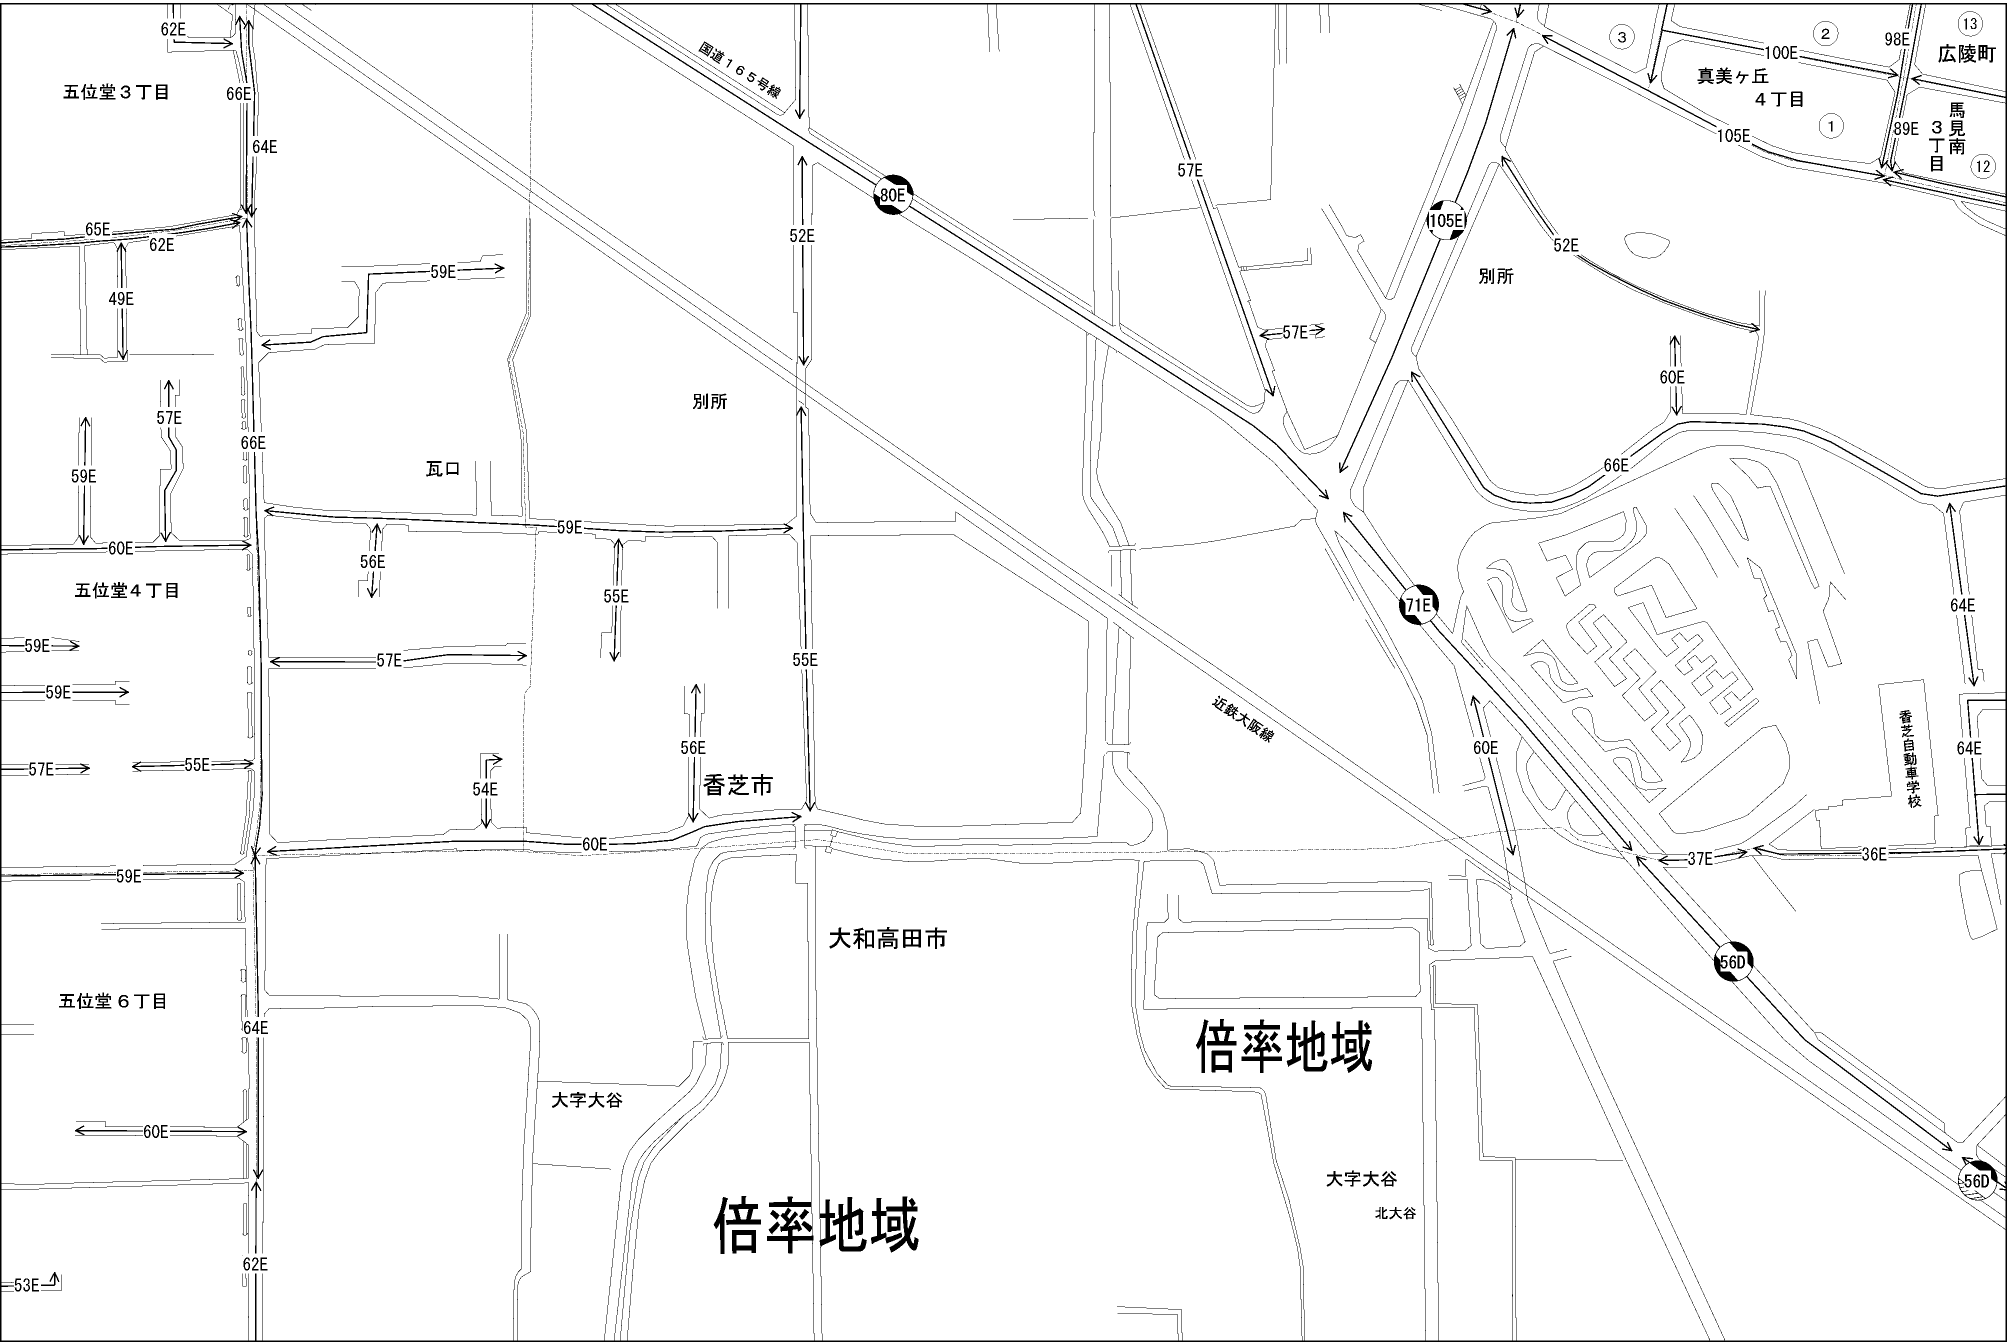 62E
国道165号線
3
2
13
98E
100E
広陵町
五位堂3丁目
66E
真美ヶ丘
4丁目
馬見南
3丁目
1
89E
105E
12
64E
57E
80E
65E
62E
52E
105E
52E
59E
49E
別所
57E
60E
別所
57E
66E
瓦口
59E
66E
59E
60E
56E
55E
71E
五位堂4丁目
64E
59E
57E
55E
59E
近鉄大阪線
香芝自動車学校
56E
60E
64E
57E
55E
54E
香芝市
60E
37E
36E
59E
大和高田市
56D
五位堂6丁目
64E
倍率地域
大字大谷
60E
大字大谷
56D
北大谷
倍率地域
62E
53E